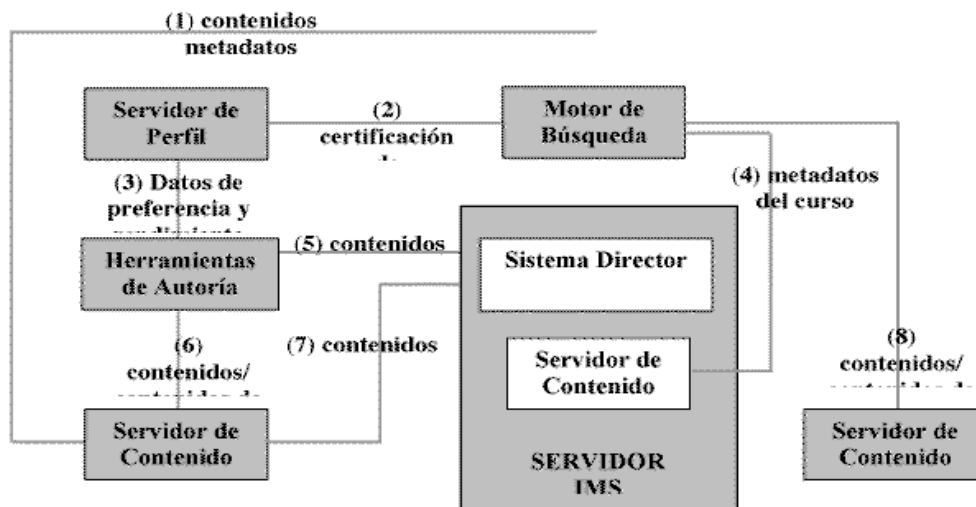 (1) contenidos
metadatos
Servidor de
Perfil
(2)
certificación
Motor de
Búsqueda
(3) Datos de
preferencia y
(4) metadatos
del curso
Herramientas
de Autoría
(5) contenidos
Sistema Director
(6)
contenidos/
(7) contenidos
Servidor de
Contenido
(8)
contenidos/
Servidor de
Contenido
Servidor de
Contenido
SERVIDOR
IMS